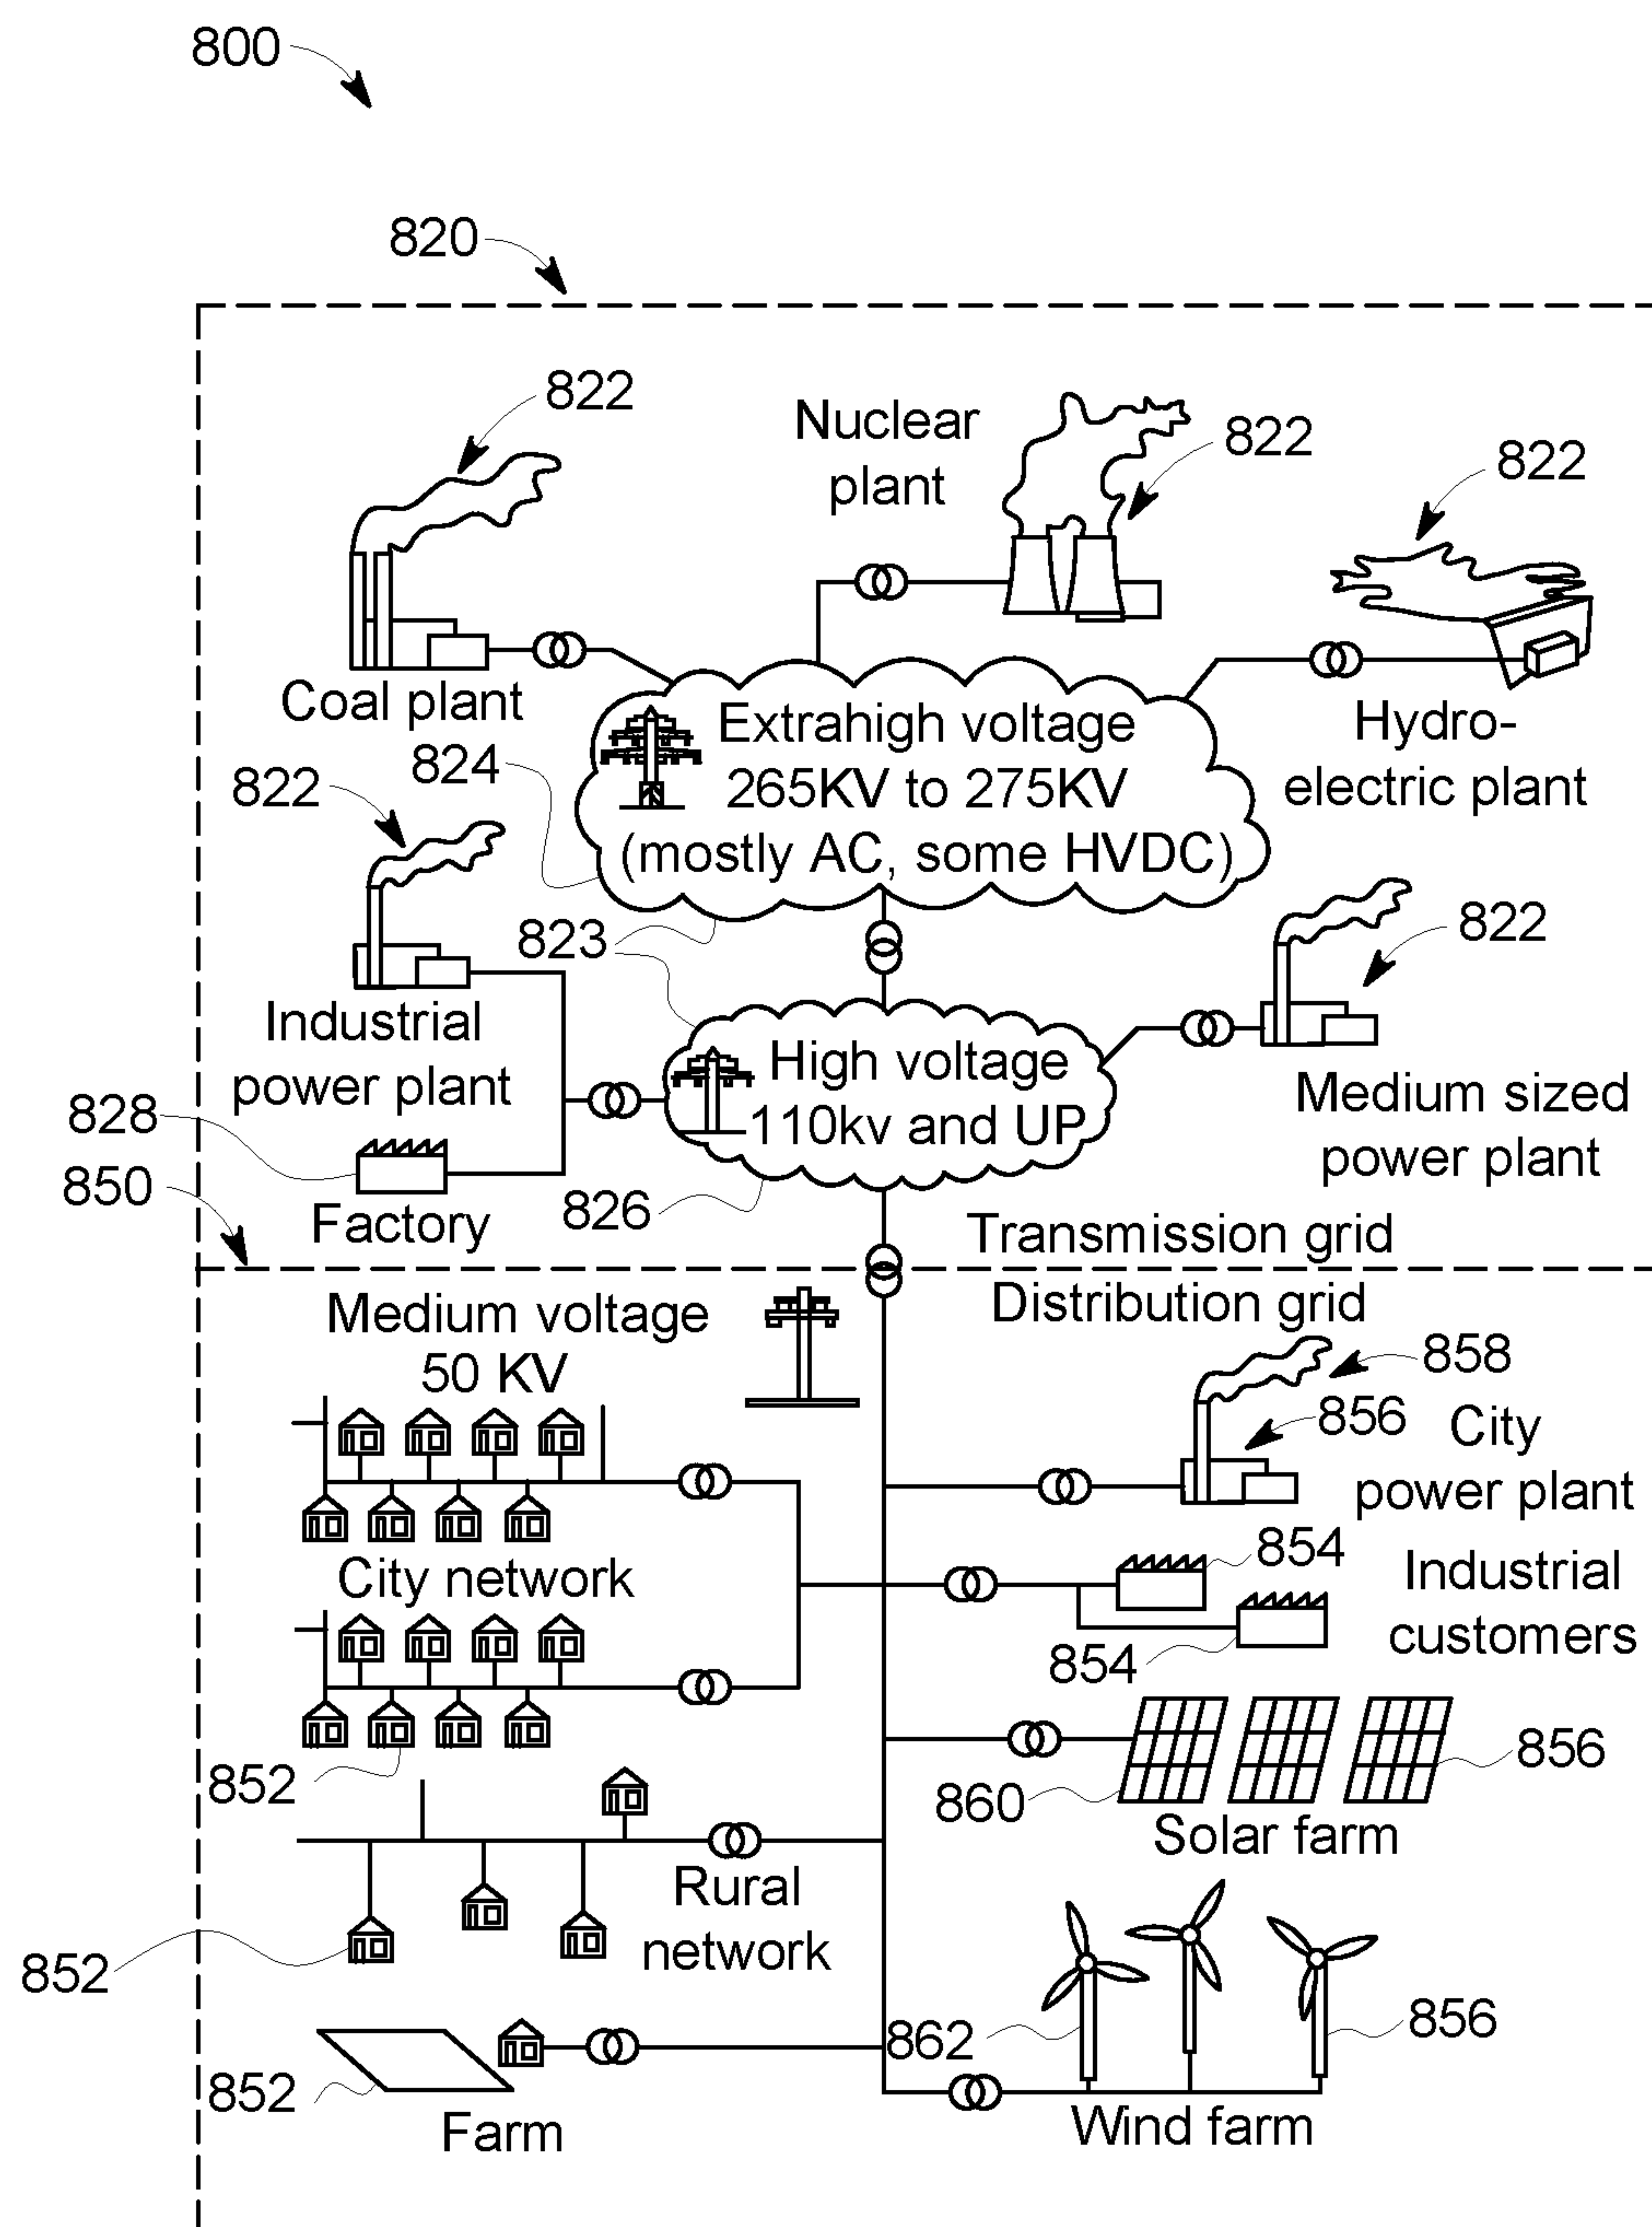 800
820
822
Nuclear
plant
822
822
Coal plant
Extrahigh voltage
265KV to 275KV
(mostly AC, some HVDC)
Hydro-
electric plant
824
822
823
822
Industrial
power plant
High voltage
110kv and UP
Medium sized
power plant
828
850
826
Factory
Transmission grid
Distribution grid
Medium voltage
50 KV
858
856
City
power plant
City network
854
Industrial
customers
854
852
856
860
Solar farm
Rural
network
852
862
856
852
Farm
Wind farm